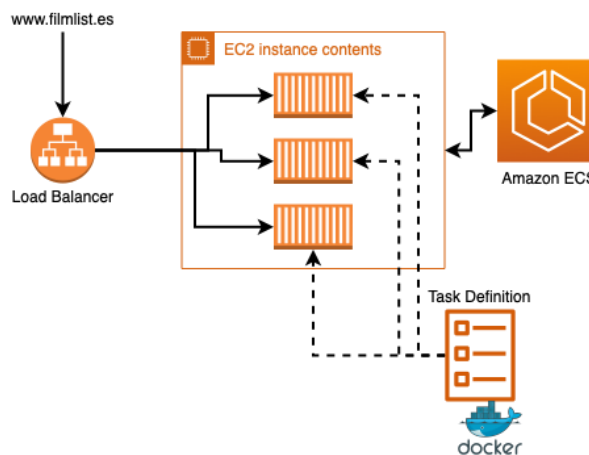 www.filmlist.es
EC2 instance contents
Load Balancer
Amazon ECS
Task Definition
docker